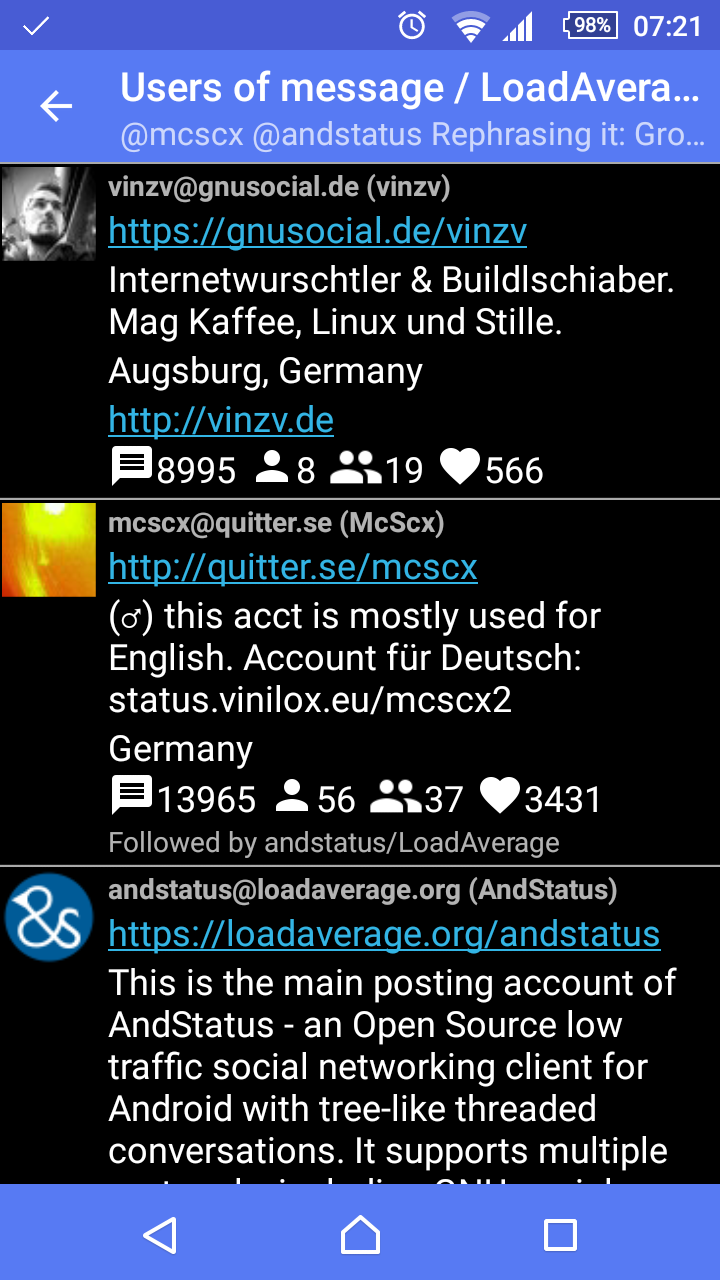 98% 07:21
Users of message / LoadAvera...
@mcscx @andstatus Rephrasing it: Gro...
vinzv@gnusocial.de (vinzv)
https://gnusocial.de/vinzv
Internetwurschtler & Buildlschiaber.
Mag Kaffee, Linux und Stille.
Augsburg, Germany
http://vinzv.de
8995 8 19 566
mcscx@quitter.se (McScx)
http://quitter.se/mcscx
(♂) this acct is mostly used for
English. Account für Deutsch:
status.vinilox.eu/mcscx2
Germany
13965 56 37 3431
Followed by andstatus/LoadAverage
&s
andstatus@loadaverage.org (AndStatus)
https://loadaverage.org/andstatus
This is the main posting account of
AndStatus - an Open Source low
traffic social networking client for
Android with tree-like threaded
conversations. It supports multiple